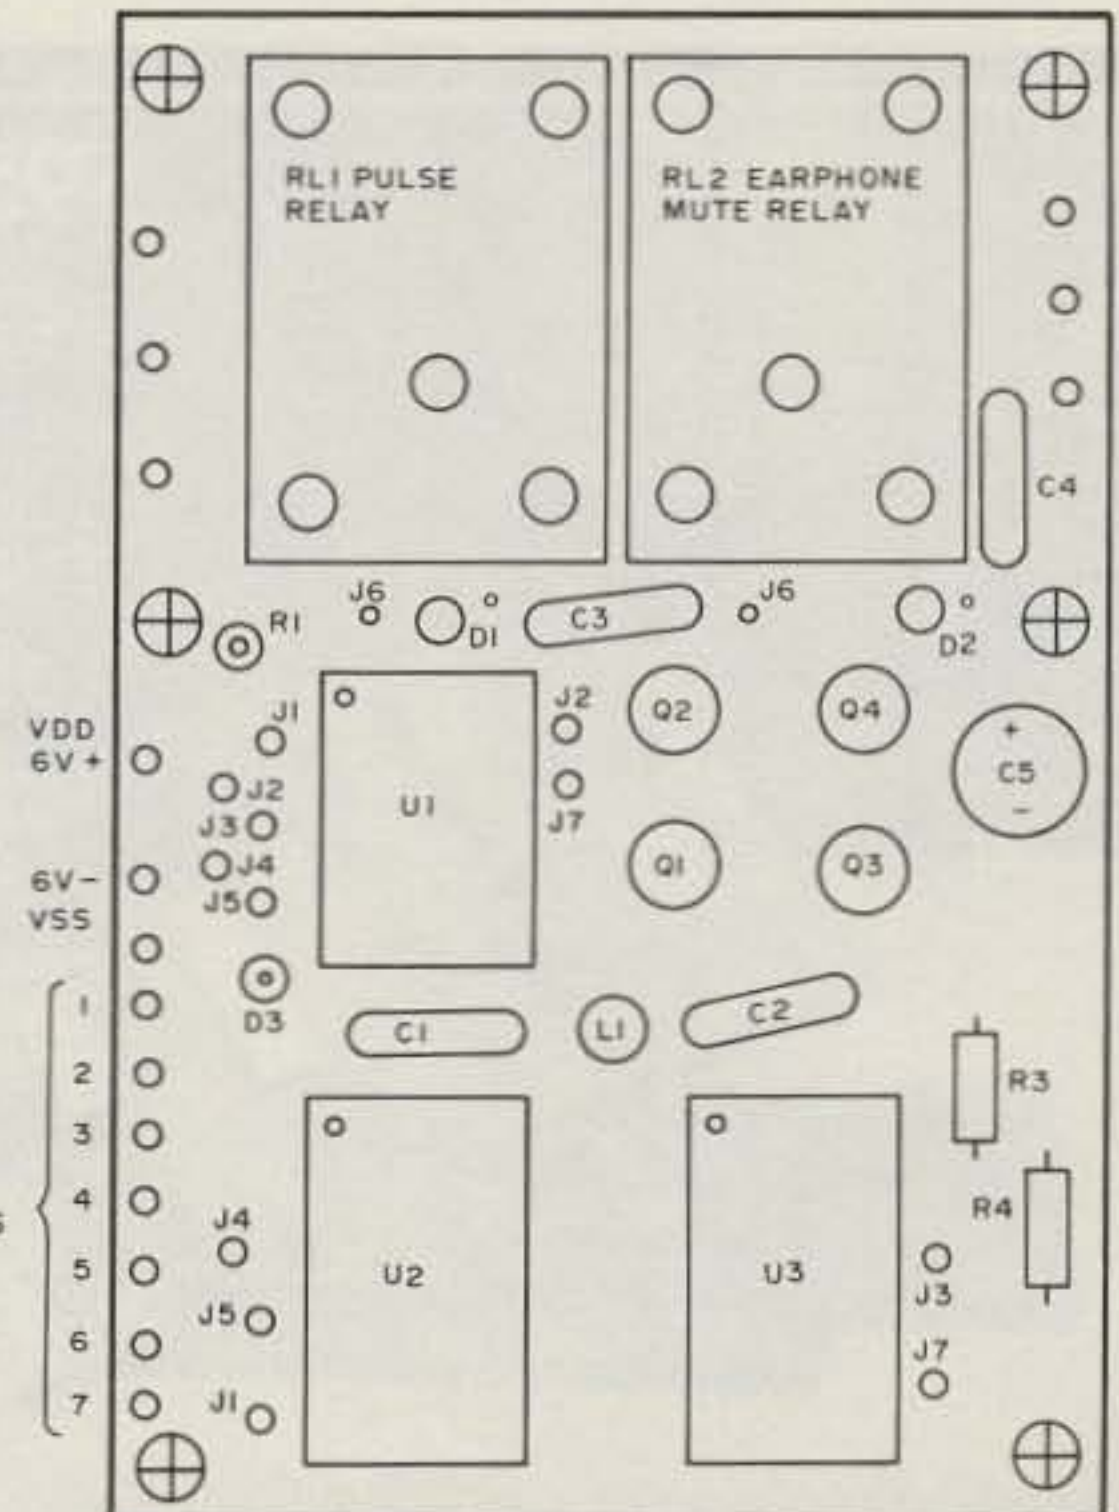 RL1 PULSE
RELAY
RL2 EARPHONE
MUTE RELAY
C4
J6
C3
J6
R1
D1
D2
J1
J2
Q2
Q4
VDD
6V+
+
C5
-
J2
U1
J3
J7
J4
Q1
Q3
6V-
J5
VSS
1
D3
C1
L1
C2
2
R3
3
4
J4
R4
5
U2
U3
J3
J5
6
J7
7
J1